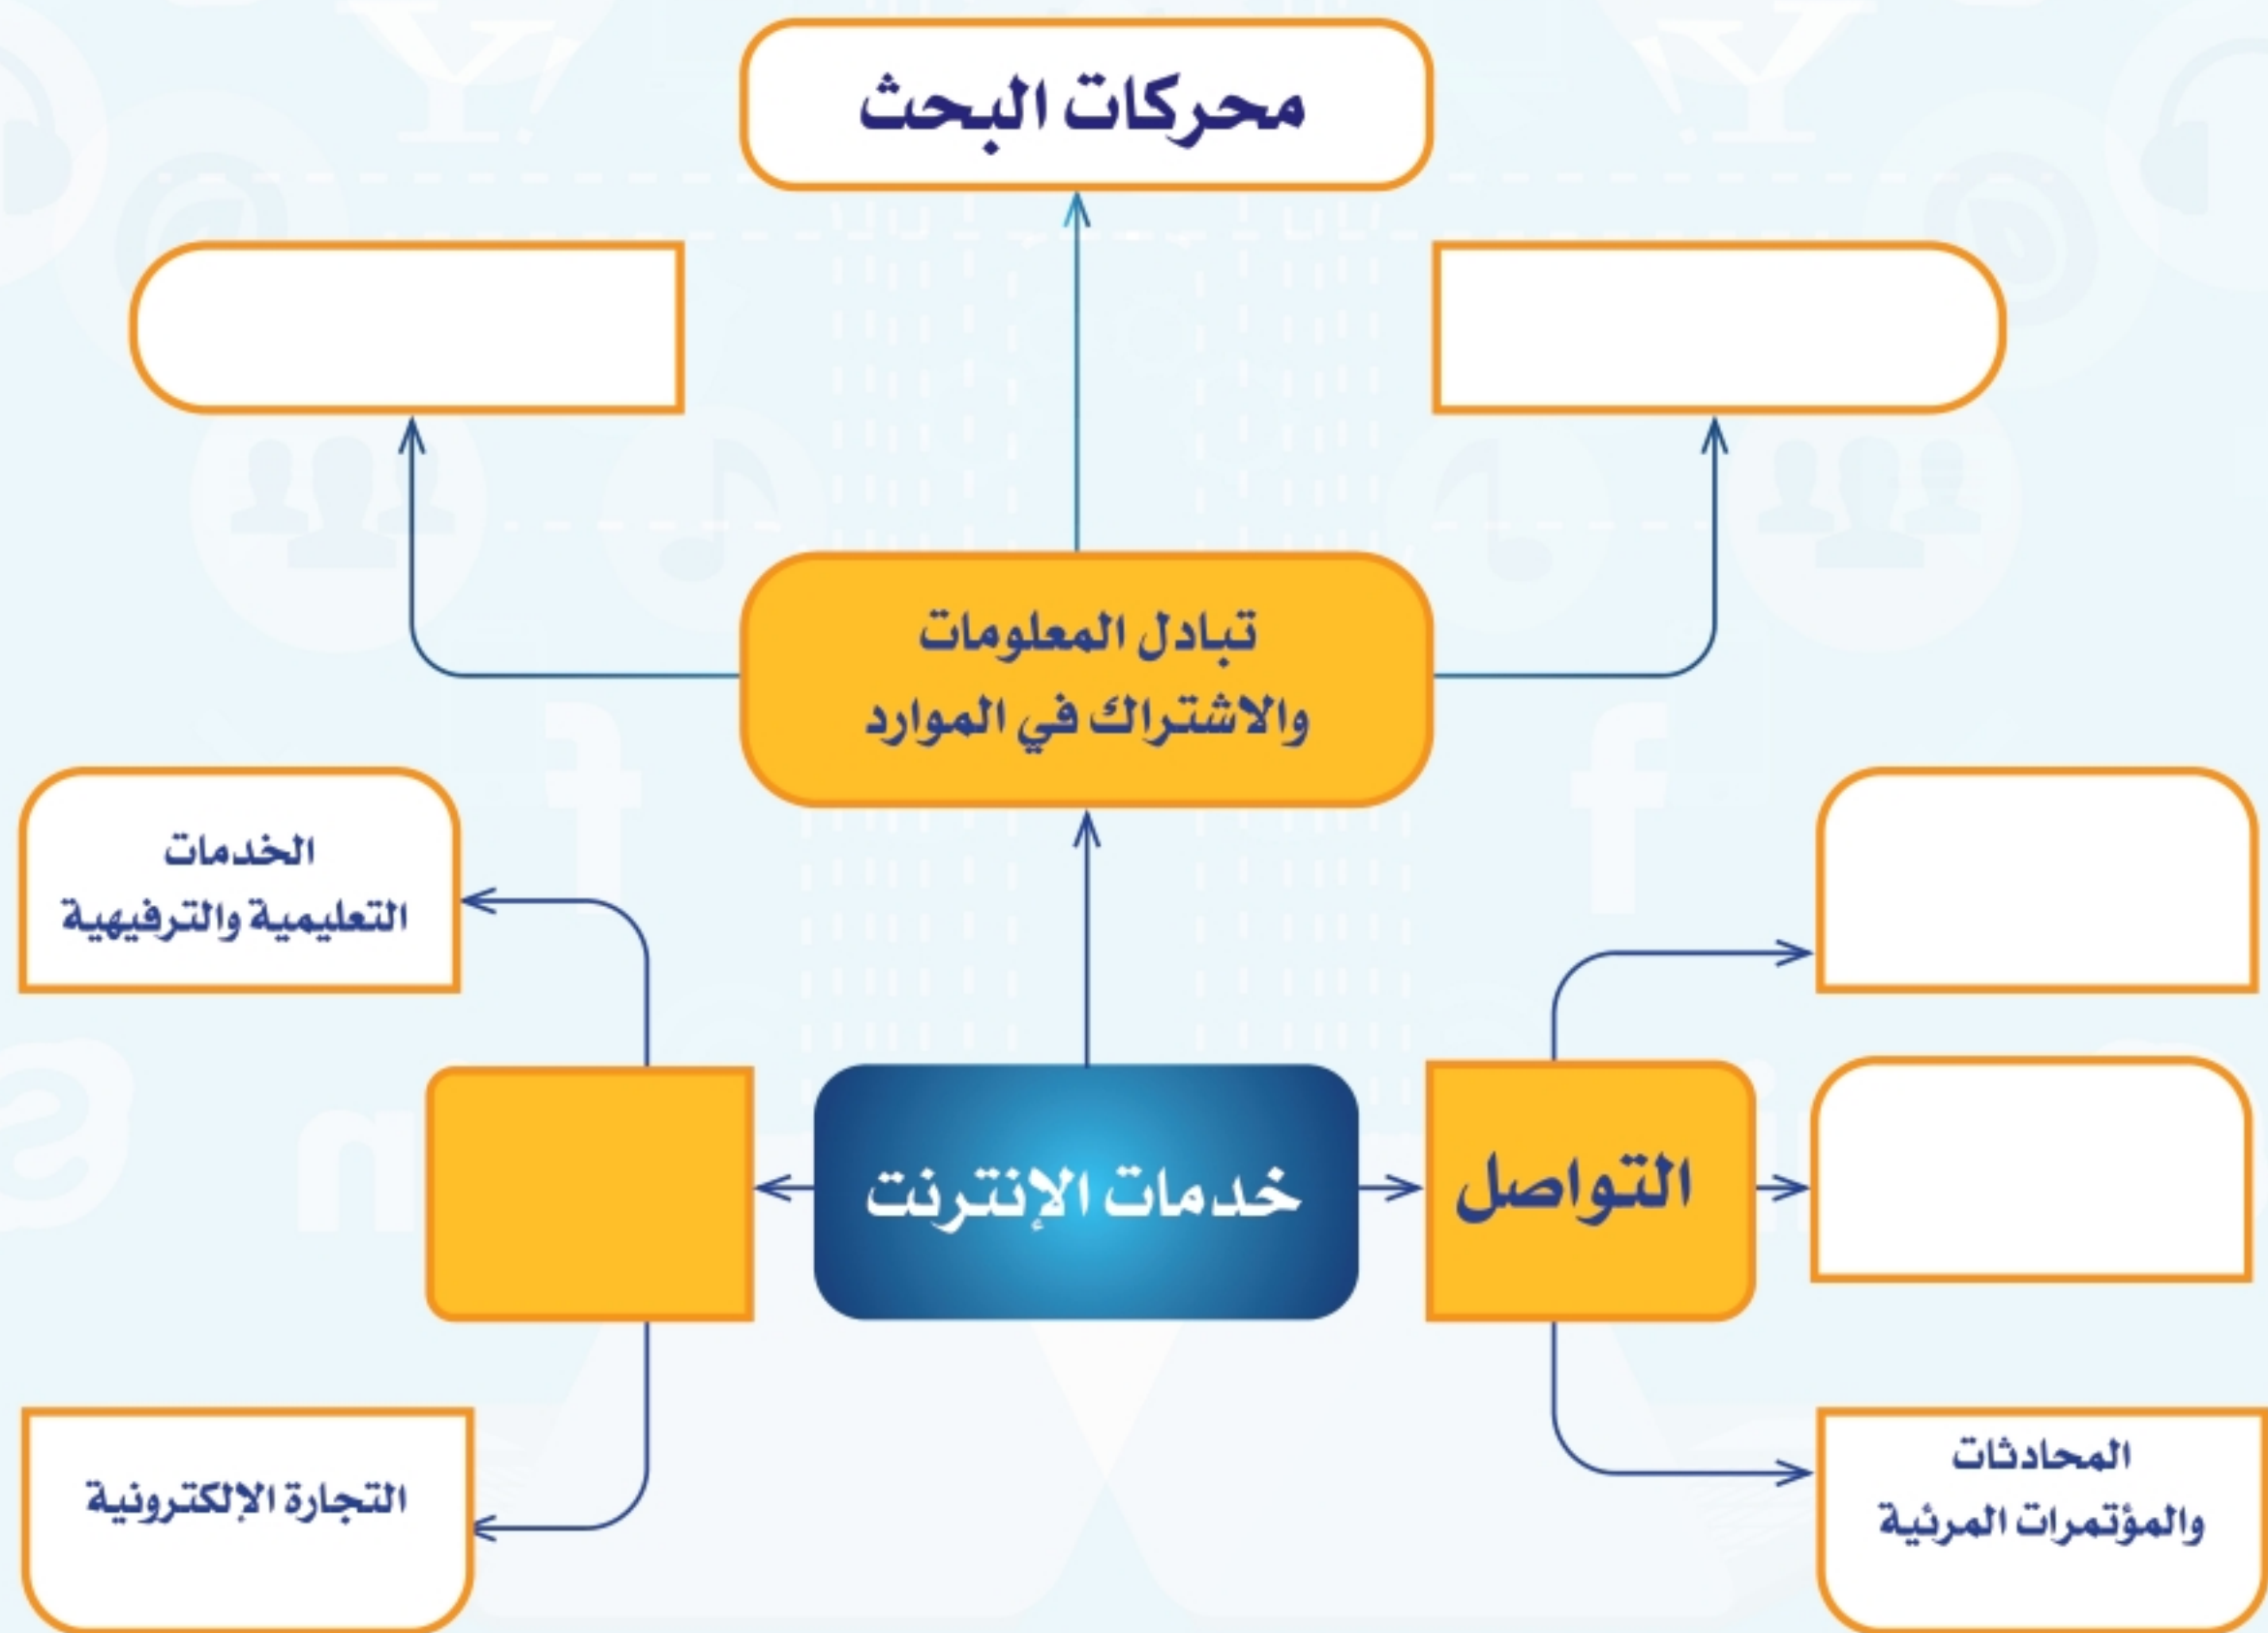 محركات البحث
تبادل المعلومات
والاشتراك في الموارد
الخدمات
التعليمية والترفيهية
خدمات الإنترنت
التواصل
التجارة الإلكترونية
المحادثات
والمؤتمرات المرئية